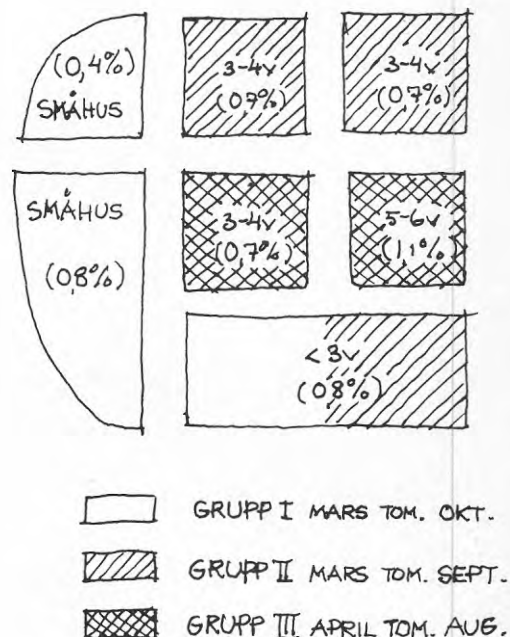 (0,4%)
SMÅHUS
3-4v
(0,7%)
3-4v
(0,7%)
SMÅHUS
(0,8%)
3-4v
(0,7%)
5-6v
(1,1%)
< 3v
(0,8%)
GRUPP I MARS TOM. OKT.
GRUPP II MARS TOM. SEPT.
GRUPP III APRIL TOM. AUG.